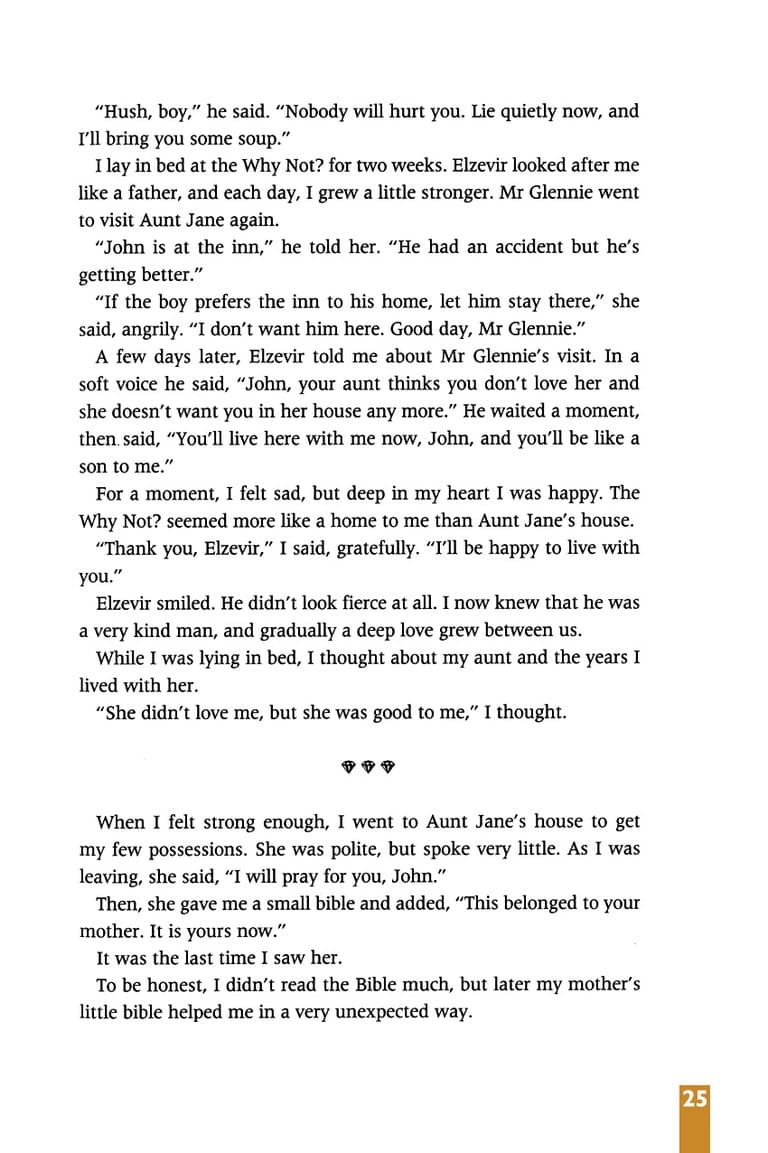 “Hush, boy,” he said. “Nobody will hurt you. Lie quietly now, and
I’ll bring you some soup.”
I lay in bed at the Why Not? for two weeks. Elzevir looked after me
like a father, and each day, I grew a little stronger. Mr Glennie went
to visit Aunt Jane again.
“John is at the inn,” he told her. “He had an accident but he’s
getting better.”
“If the boy prefers the inn to his home, let him stay there,” she
said, angrily. “I don’t want him here. Good day, Mr Glennie.”
A few days later, Elzevir told me about Mr Glennie’s visit. In a
soft voice he said, “John, your aunt thinks you don’t love her and
she doesn’t want you in her house any more.” He waited a moment,
then said, “You’ll live here with me now, John, and you’ll be like a
son to me.”
For a moment, I felt sad, but deep in my heart I was happy. The
Why Not? seemed more like a home to me than Aunt Jane’s house.
“Thank you, Elzevir,” I said, gratefully. “I’ll be happy to live with
you.”
Elzevir smiled. He didn’t look fierce at all. I now knew that he was
a very kind man, and gradually a deep love grew between us.
While I was lying in bed, I thought about my aunt and the years I
lived with her.
“She didn’t love me, but she was good to me,” I thought.
When I felt strong enough, I went to Aunt Jane’s house to get
my few possessions. She was polite, but spoke very little. As I was
leaving, she said, “I will pray for you, John.”
Then, she gave me a small bible and added, “This belonged to your
mother. It is yours now.”
It was the last time I saw her.
To be honest, I didn’t read the Bible much, but later my mother’s
little bible helped me in a very unexpected way.
25